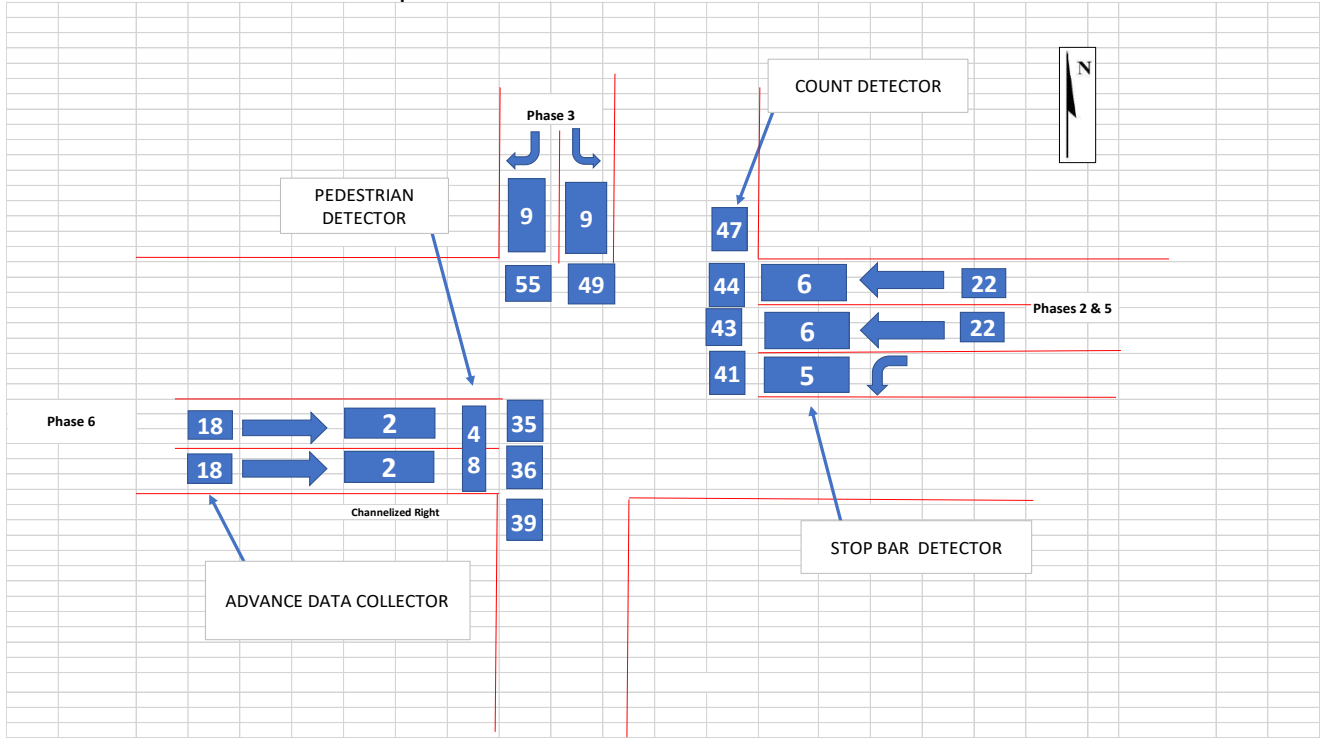 N
COUNT DETECTOR
Phase 3
PEDESTRIAN
DETECTOR
9 9
47
55 49
44 6 22
Phases 2 & 5
43 6 22
41 5
Phase 6
18 2
4
8
35
18 2
36
Channelized Right
39
STOP BAR DETECTOR
ADVANCE DATA COLLECTOR